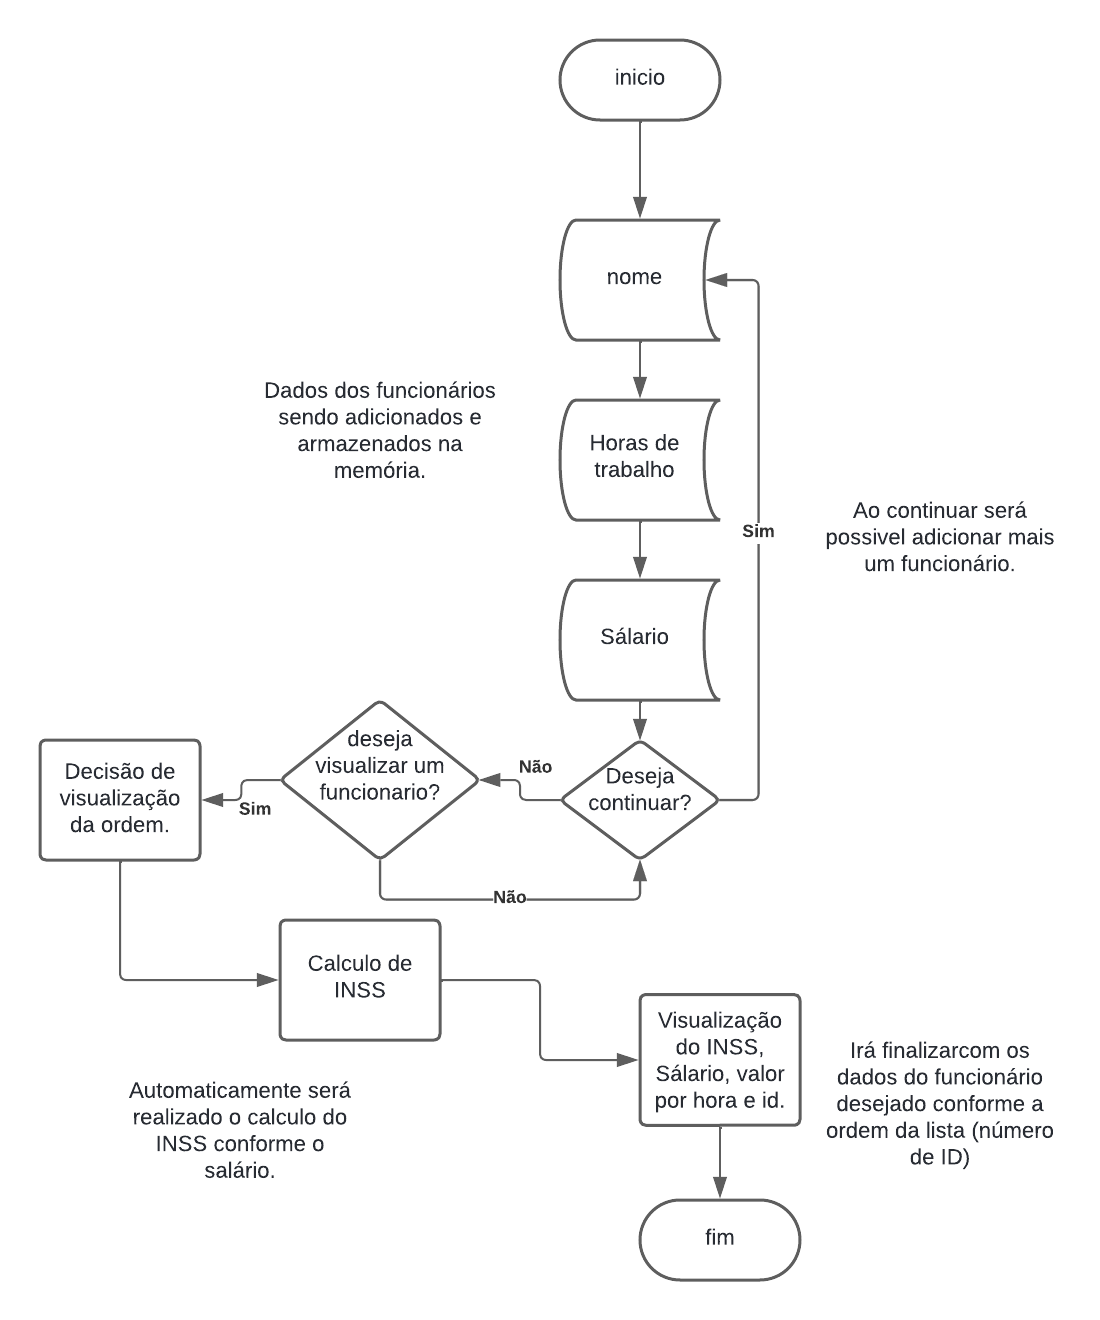 inicio
nome
Dados dos funcionários
sendo adicionados e
armazenados na
memória.
Horas de
trabalho
Sim
Ao continuar será
possivel adicionar mais
um funcionário.
Sálario
deseja
visualizar um
funcionario?
Não
Deseja
continuar?
Decisão de
visualização
da ordem.
Sim
Não
Calculo de
INSS
Visualização
do INSS,
Sálario, valor
por hora e id.
Irá finalizarcom os
dados do funcionário
desejado conforme a
ordem da lista (número
de ID)
Automaticamente será
realizado o calculo do
INSS conforme o
salário.
fim